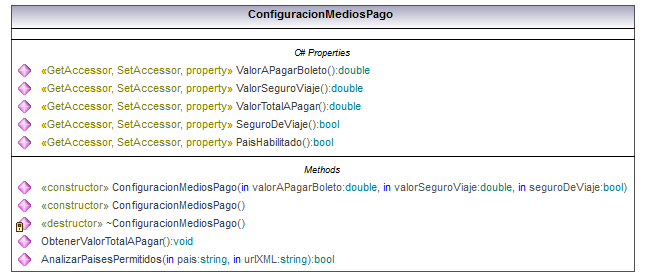 ConfiguracionMediosPago
C# Properties
«GetAccessor, SetAccessor, property» ValorAPagarBoleto():double
«GetAccessor, SetAccessor, property» ValorSeguroViaje():double
«GetAccessor, SetAccessor, property» ValorTotalAPagar():double
«GetAccessor, SetAccessor, property» SeguroDeViaje():bool
«GetAccessor, SetAccessor, property» PaisHabilitado():bool
Methods
«constructor» ConfiguracionMediosPago(in valorAPagarBoleto:double, in valorSeguroViaje:double, in seguroDeViaje:bool)
«constructor» ConfiguracionMediosPago()
«destructor» ~ConfiguracionMediosPago()
ObtenerValorTotalAPagar():void
AnalizarPaisesPermitidos(in pais:string, in urlXML:string):bool